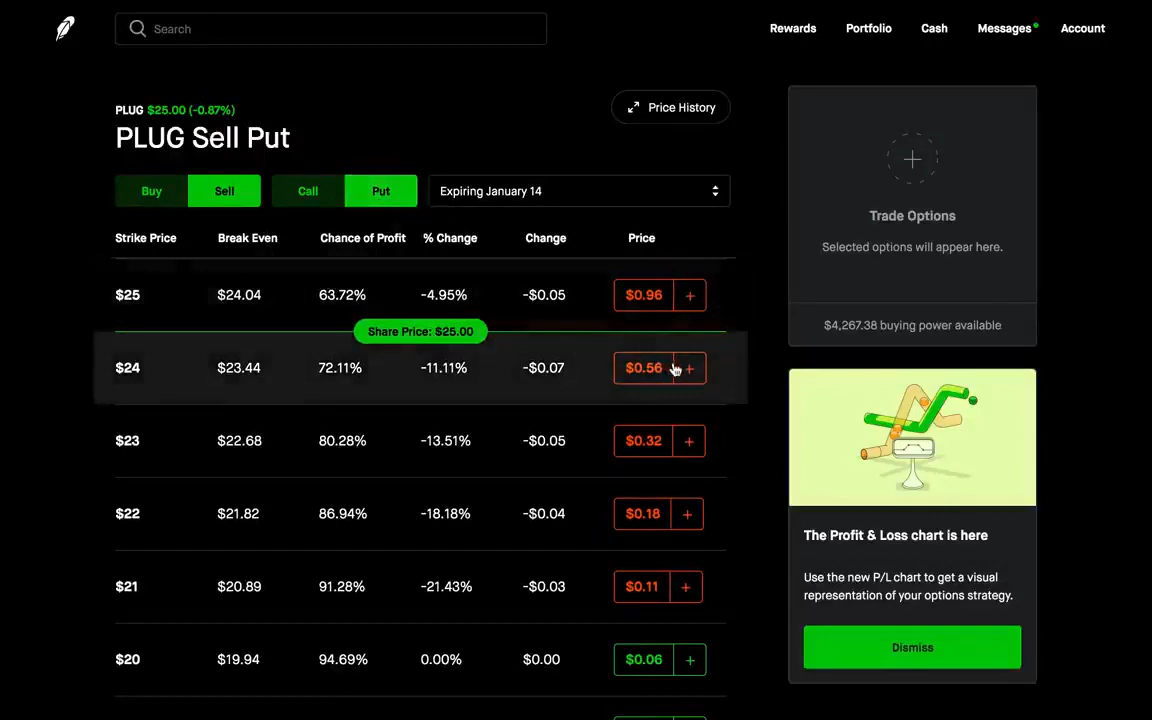 Search
Rewards
Portfolio
Cash
Messages
Account
PLUG $25.00 (-0.87%)
PLUG Sell Put
Price History
Buy
Sell
Call
Put
Expiring January 14
Strike Price Break Even Chance of Profit % Change Change Price
$25 $24.04 63.72% -4.95% -$0.05 $0.96 +
Share Price: $25.00
$24 $23.44 72.11% -11.11% -$0.07 $0.56 +
$23 $22.68 80.28% -13.51% -$0.05 $0.32 +
$22 $21.82 86.94% -18.18% -$0.04 $0.18 +
$21 $20.89 91.28% -21.43% -$0.03 $0.11 +
$20 $19.94 94.69% 0.00% $0.00 $0.06 +
Trade Options
Selected options will appear here.
$4,267.38 buying power available
The Profit & Loss chart is here
Use the new P/L chart to get a visual
representation of your options strategy.
Dismiss